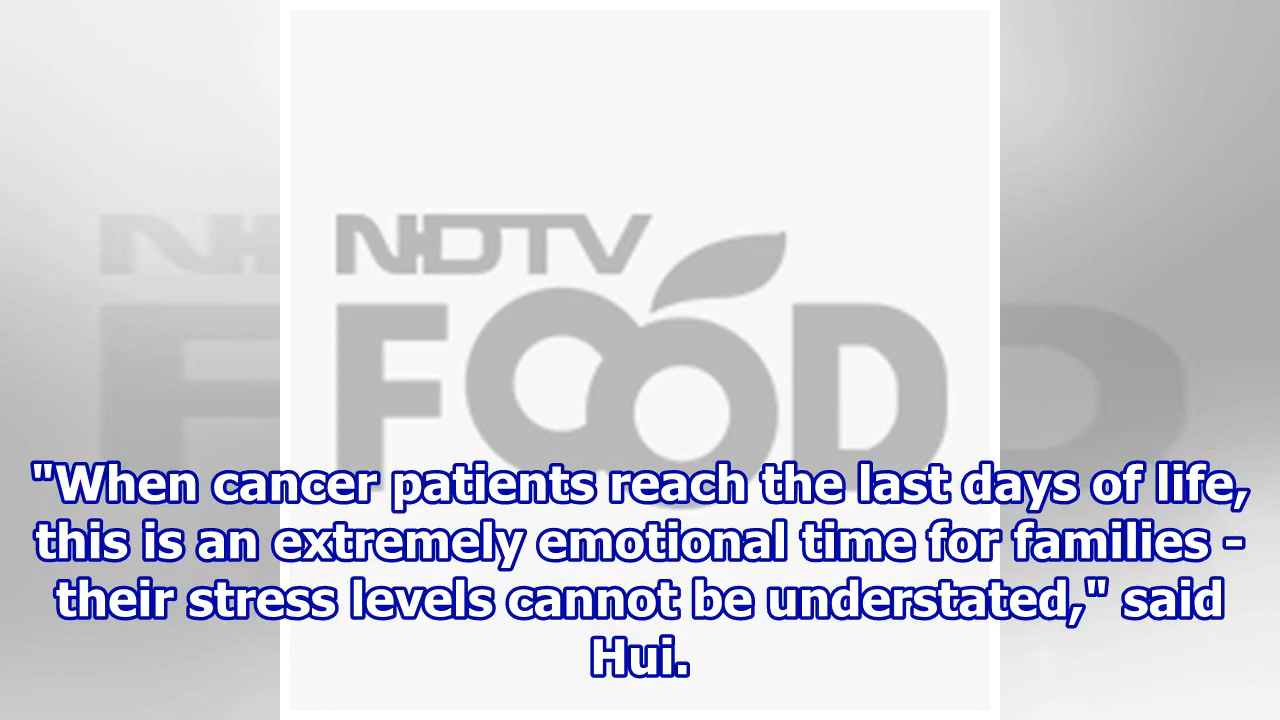 NDTV
FOOD
"When cancer patients reach the last days of life,
this is an extremely emotional time for families -
their stress levels cannot be understated," said
Hui.